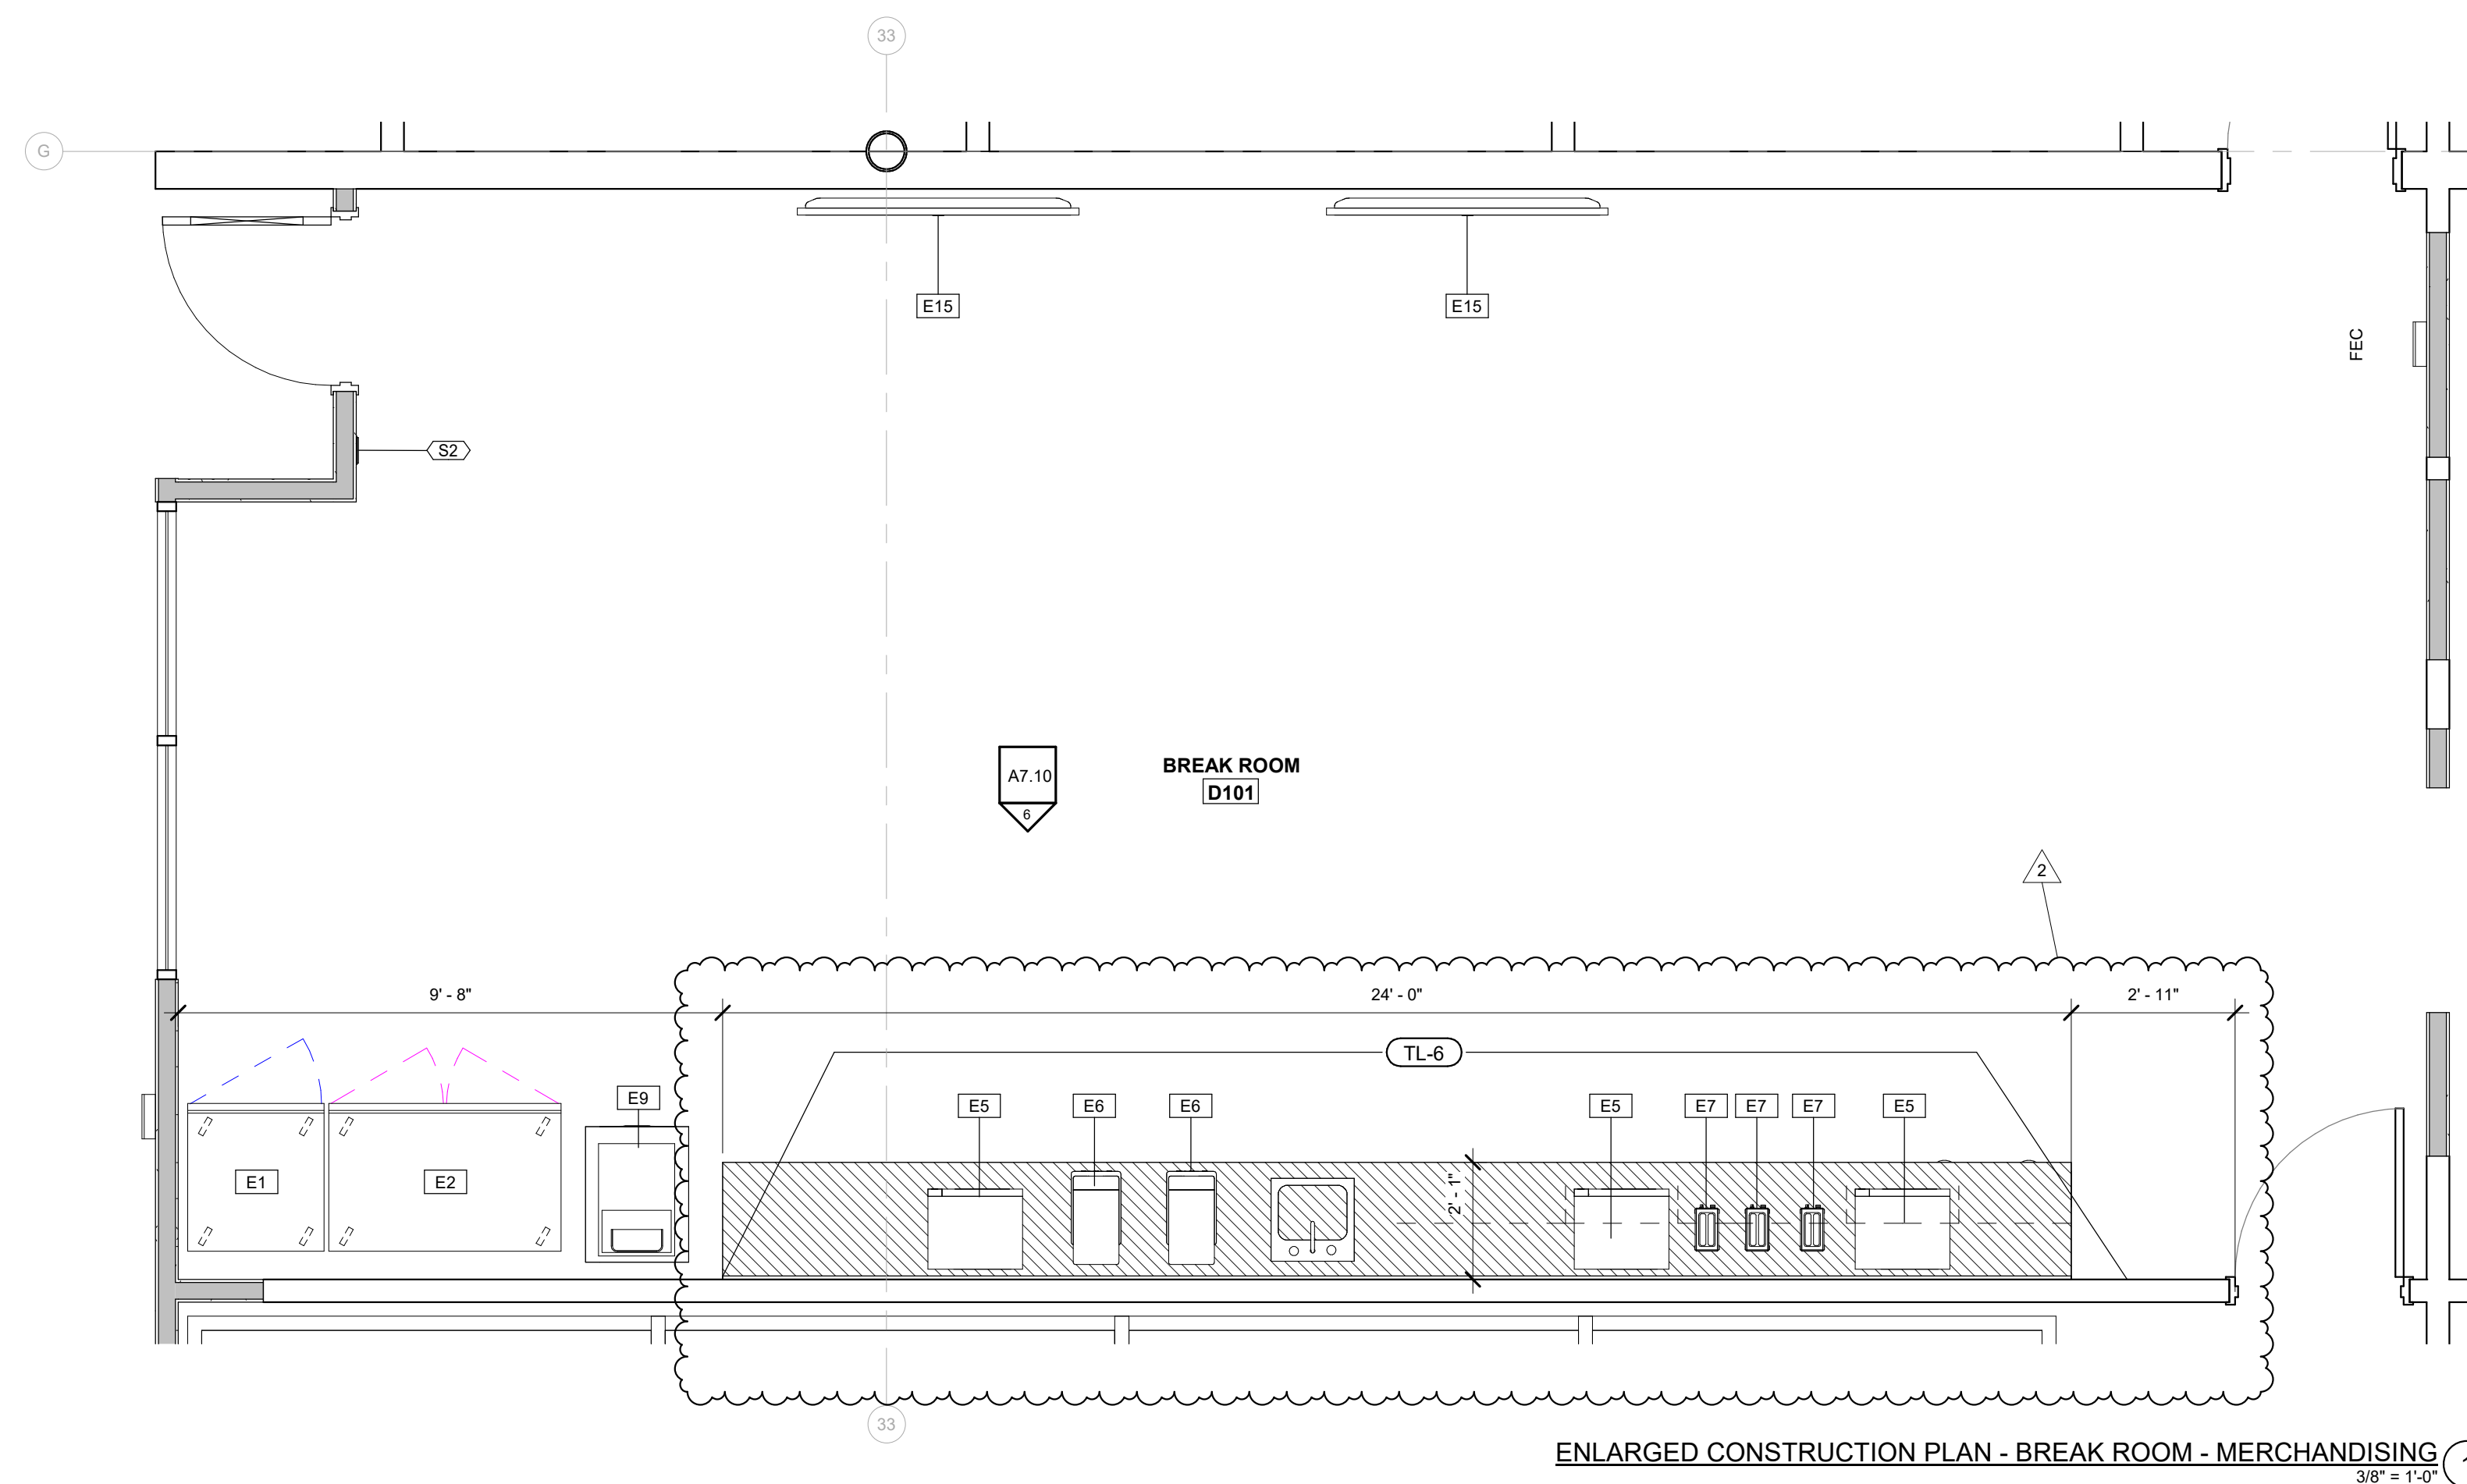 33
G
E15
E15
FEC
S2
A7.10
6
BREAK ROOM
D101
2
9' - 8"
24' - 0"
2' - 11"
TL-6
E9
E5
E6
E6
E5
E7
E7
E7
E5
E1
E2
2' - 1"
33
ENLARGED CONSTRUCTION PLAN - BREAK ROOM - MERCHANDISING
3/8" = 1'-0"